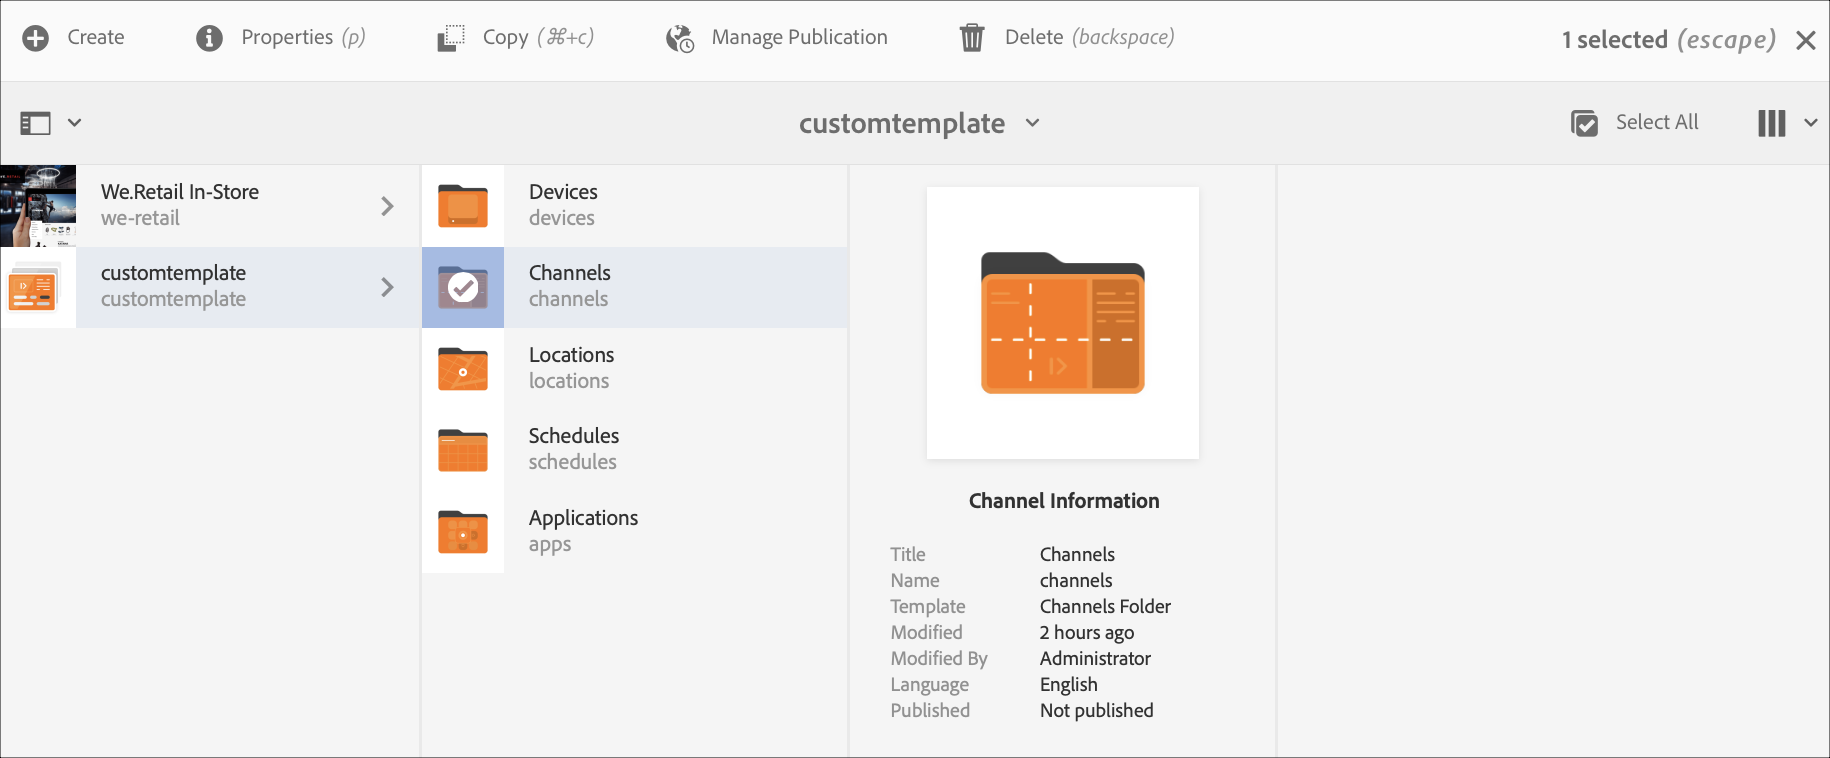 Create
Properties (p)
Copy (⌘+c)
Manage Publication
Delete (backspace)
1 selected (escape)
customtemplate
Select All
We.Retail In-Store
we-retail
customtemplate
customtemplate
Devices
devices
Channels
channels
Locations
locations
Schedules
schedules
Applications
apps
Channel Information
Title Channels
Name channels
Template Channels Folder
Modified 2 hours ago
Modified By Administrator
Language English
Published Not published